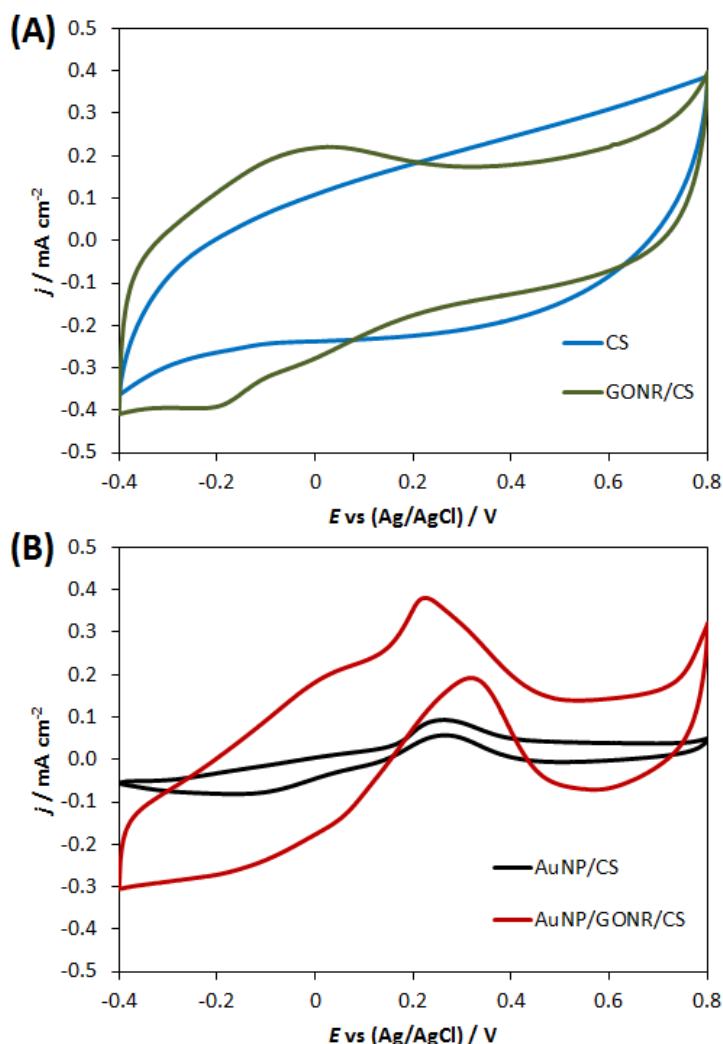 (A)
0.5
0.4
0.3
0.2
0.1
0.0
-0.1
-0.2
-0.3
-0.4
-0.5
j / mA cm⁻²
CS
GONR/CS
-0.4 -0.2 0 0.2 0.4 0.6 0.8
E vs (Ag/AgCl) / V
(B)
0.5
0.4
0.3
0.2
0.1
0.0
-0.1
-0.2
-0.3
-0.4
-0.5
j / mA cm⁻²
AuNP/CS
AuNP/GONR/CS
-0.4 -0.2 0 0.2 0.4 0.6 0.8
E vs (Ag/AgCl) / V